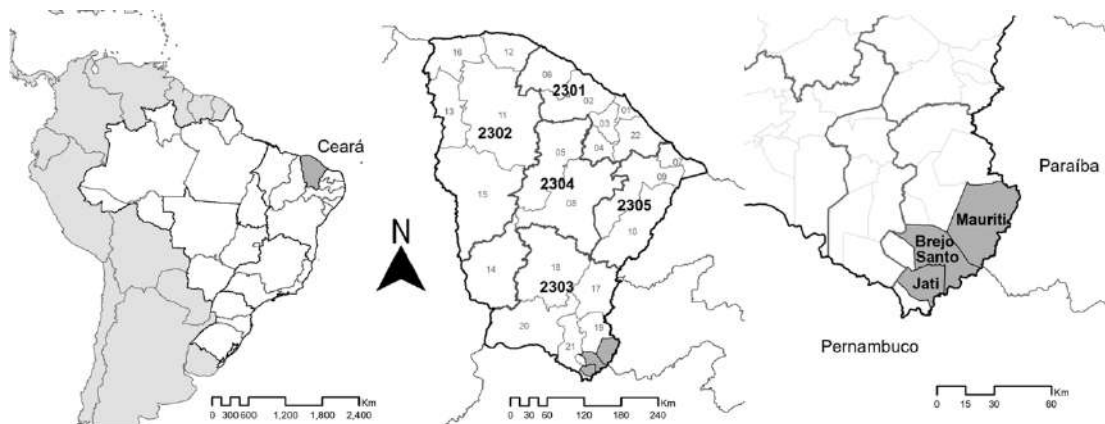 Ceará
Km
0 300 600 1,200 1,800 2,400
N
16
12
06
2301
02
13
11
2302
03
01
04
22
05
07
2304
09
15
08
2305
10
14
18
2303
17
20
21
19
Km
0 15 30 60 120 180 240
Paraíba
Mauriti
Brejo
Santo
Jati
Pernambuco
Km
0 15 30 60